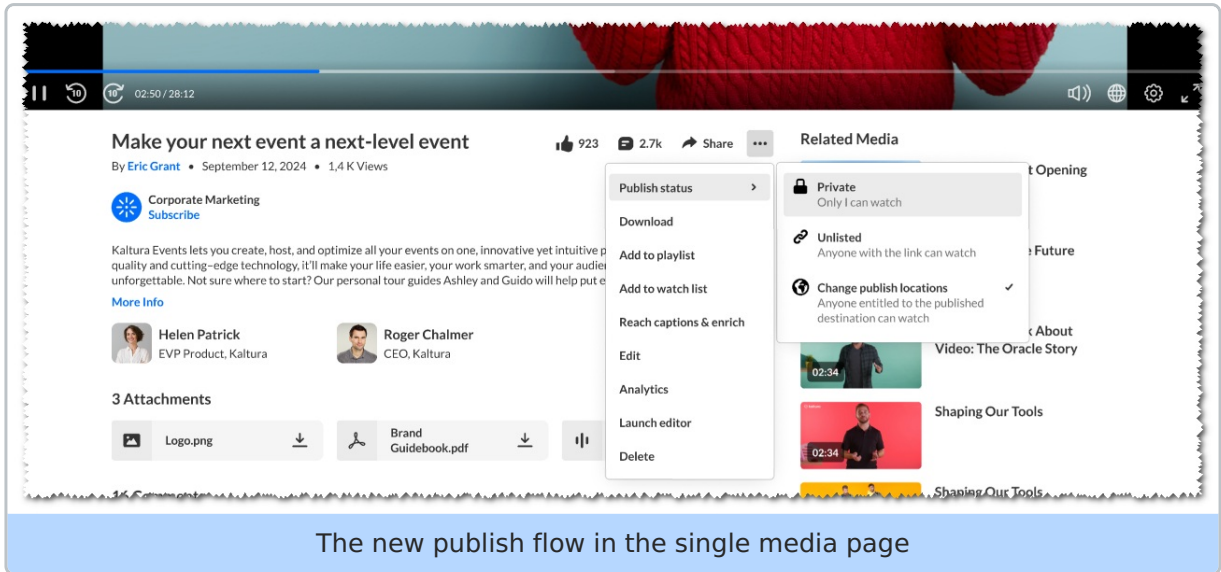 02:50 / 28:12
Make your next event a next-level event
923
2.7k
Share
By Eric Grant • September 12, 2024 • 1,4 K Views
Corporate Marketing
Subscribe
Kaltura Events lets you create, host, and optimize all your events on one, innovative yet intuitive p
quality and cutting-edge technology, it'll make your life easier, your work smarter, and your audie
unforgettable. Not sure where to start? Our personal tour guides Ashley and Guido will help put e
More Info
Helen Patrick
EVP Product, Kaltura
Roger Chalmer
CEO, Kaltura
3 Attachments
Logo.png
Brand
Guidebook.pdf
Publish status
Download
Add to playlist
Add to watch list
Reach captions & enrich
Edit
Analytics
Launch editor
Delete
Private
Only I can watch
Unlisted
Anyone with the link can watch
Change publish locations
Anyone entitled to the published
destination can watch
Related Media
t Opening
Future
About
Video: The Oracle Story
02:34
Shaping Our Tools
02:34
Shaping Our Tools
The new publish flow in the single media page